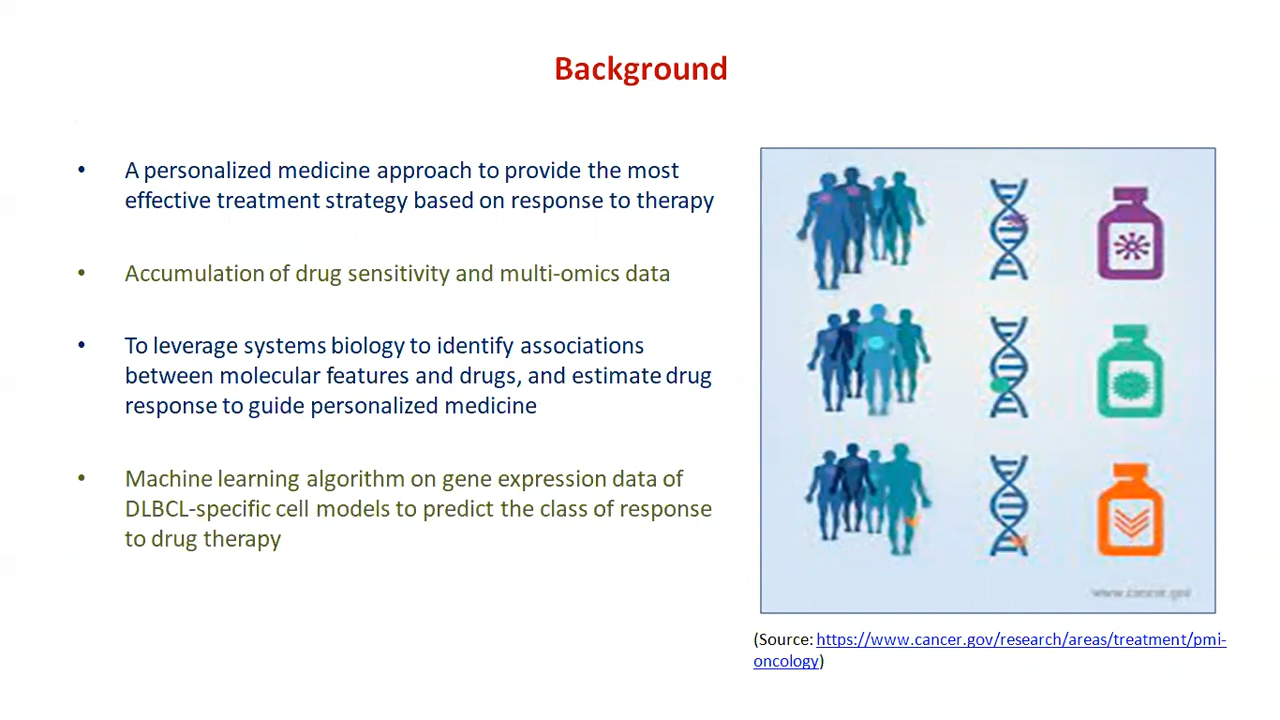 Background
• A personalized medicine approach to provide the most
effective treatment strategy based on response to therapy
• Accumulation of drug sensitivity and multi-omics data
• To leverage systems biology to identify associations
between molecular features and drugs, and estimate drug
response to guide personalized medicine
• Machine learning algorithm on gene expression data of
DLBCL-specific cell models to predict the class of response
to drug therapy
www.cancer.gov
(Source: https://www.cancer.gov/research/areas/treatment/pmi-
oncology)